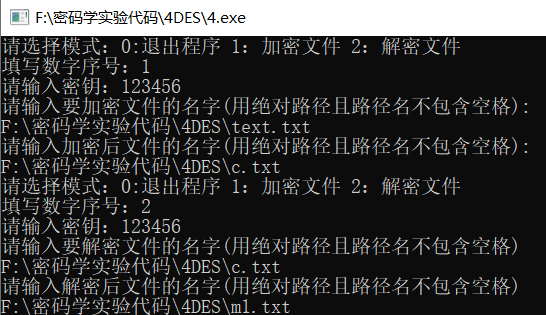 F:\密码学实验代码\4DES\4.exe
请选择模式：0:退出程序 1：加密文件 2：解密文件
填写数字序号：1
请输入密钥：123456
请输入要加密文件的名字(用绝对路径且路径名不包含空格)：
F:\密码学实验代码\4DES\text.txt
请输入加密后文件的名字(用绝对路径且路径名不包含空格)：
F:\密码学实验代码\4DES\c.txt
请选择模式：0:退出程序 1：加密文件 2：解密文件
填写数字序号：2
请输入密钥：123456
请输入要解密文件的名字(用绝对路径且路径名不包含空格)
F:\密码学实验代码\4DES\c.txt
请输入解密后文件的名字(用绝对路径且路径名不包含空格)
F:\密码学实验代码\4DES\m1.txt